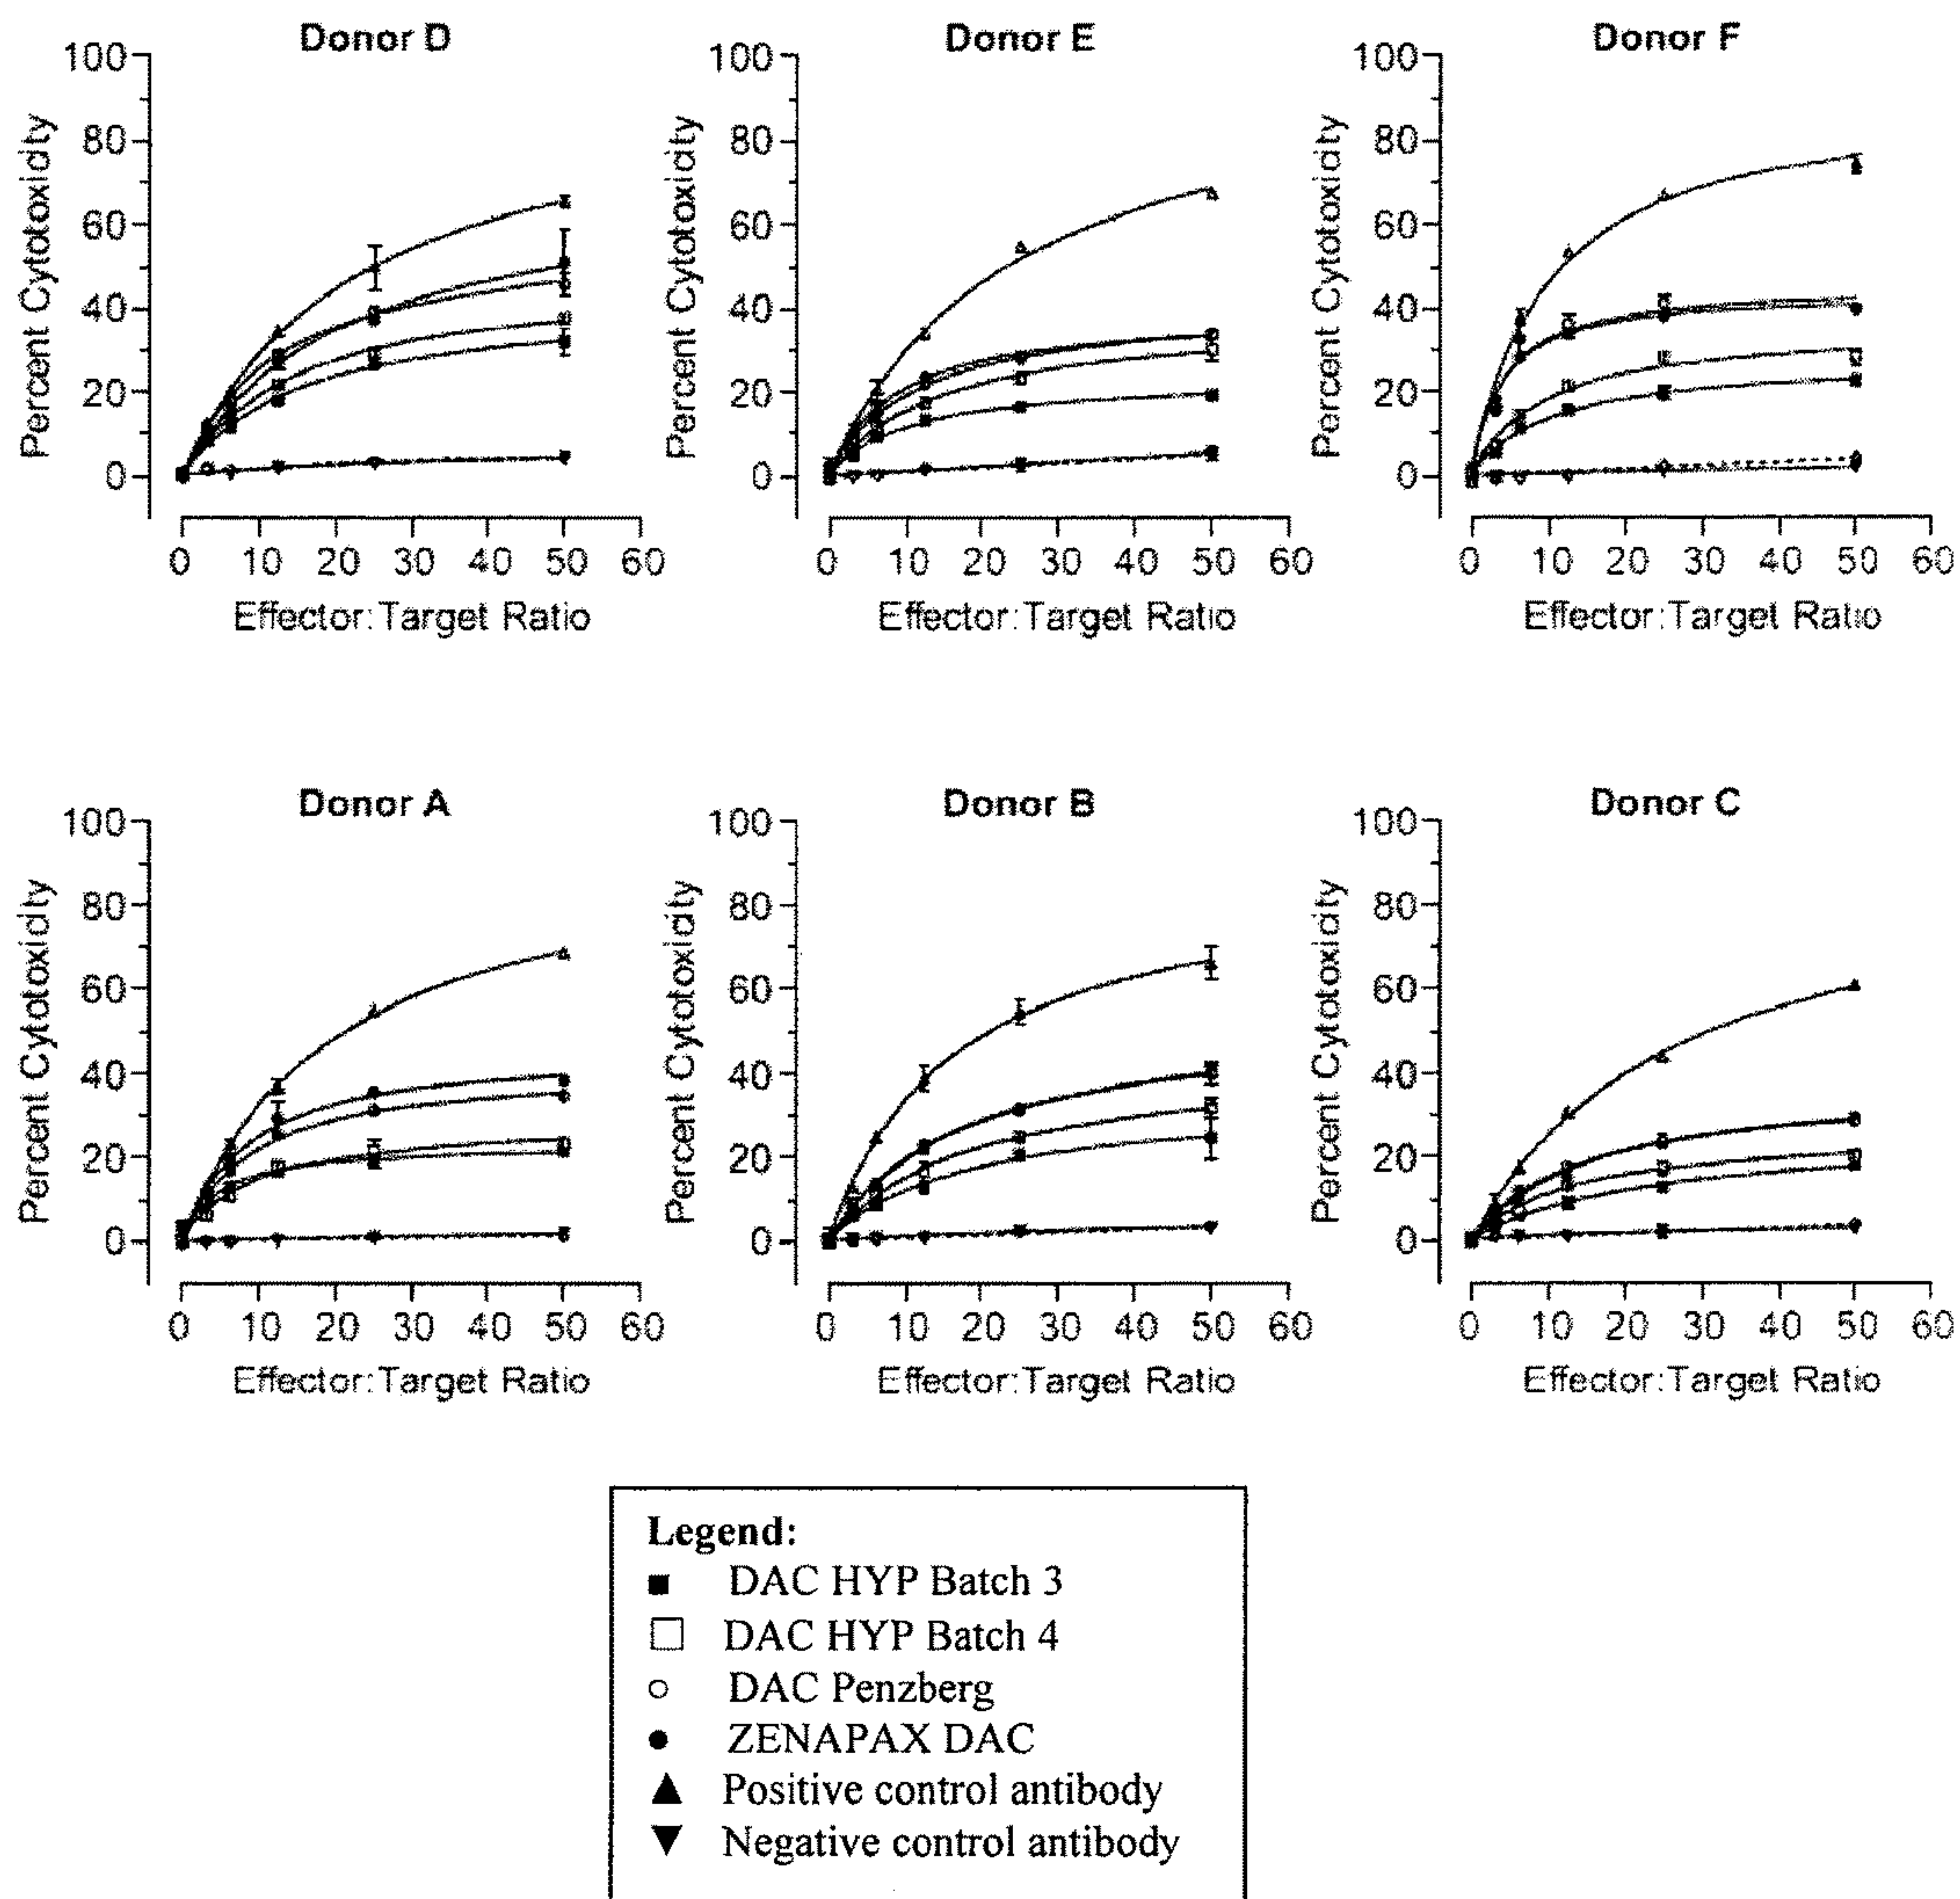 Donor D
Percent Cytotoxicity
100
80
60
40
20
0
0 10 20 30 40 50 60
Effector:Target Ratio
Donor E
Percent Cytotoxicity
100
80
60
40
20
0
0 10 20 30 40 50 60
Effector:Target Ratio
Donor F
Percent Cytotoxicity
100
80
60
40
20
0
0 10 20 30 40 50 60
Effector:Target Ratio
Donor A
Percent Cytotoxicity
100
80
60
40
20
0
0 10 20 30 40 50 60
Effector:Target Ratio
Donor B
Percent Cytotoxicity
100
80
60
40
20
0
0 10 20 30 40 50 60
Effector:Target Ratio
Donor C
Percent Cytotoxicity
100
80
60
40
20
0
0 10 20 30 40 50 60
Effector:Target Ratio
Legend:
DAC HYP Batch 3
DAC HYP Batch 4
DAC Penzberg
ZENAPAX DAC
Positive control antibody
Negative control antibody